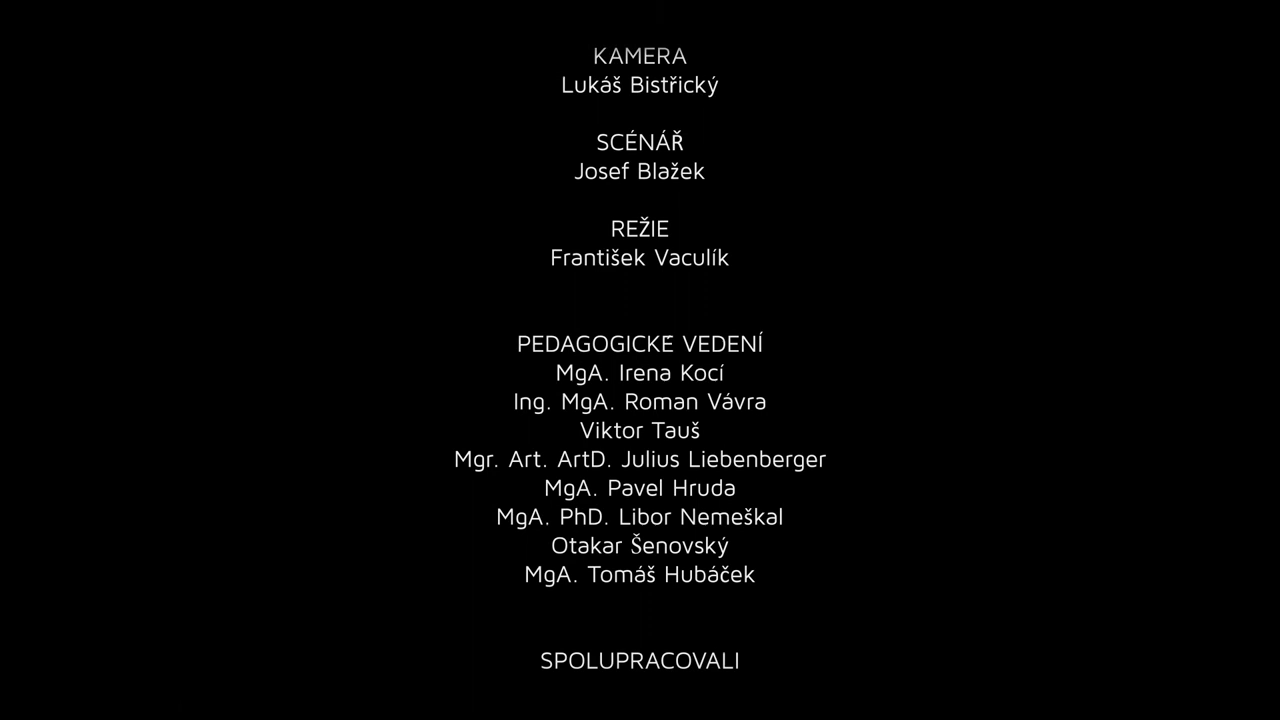 KAMERA
Lukáš Bistřický
SCÉNÁŘ
Josef Blažek
REŽIE
František Vaculík
PEDAGOGICKÉ VEDENÍ
MgA. Irena Kocí
Ing. MgA. Roman Vávra
Viktor Tauš
Mgr. Art. ArtD. Julius Liebenberger
MgA. Pavel Hruda
MgA. PhD. Libor Nemeškal
Otakar Šenovský
MgA. Tomáš Hubáček
SPOLUPRACOVALI